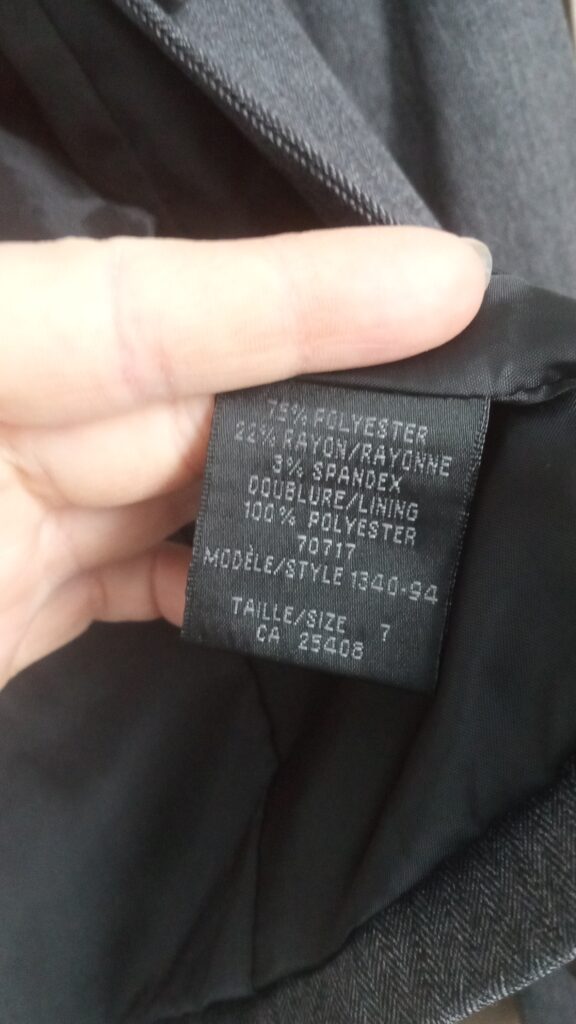 75% POLYESTER
22% RAYON/RAYONNE
3% SPANDEX
DOUBLURE/LINING
100% POLYESTER
70717
MODÈLE/STYLE 1340-94
TAILLE/SIZE 7
CA 25408